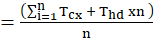 = (∑ⁿᵢ₌₁ T_cx + T_hd xn) / n